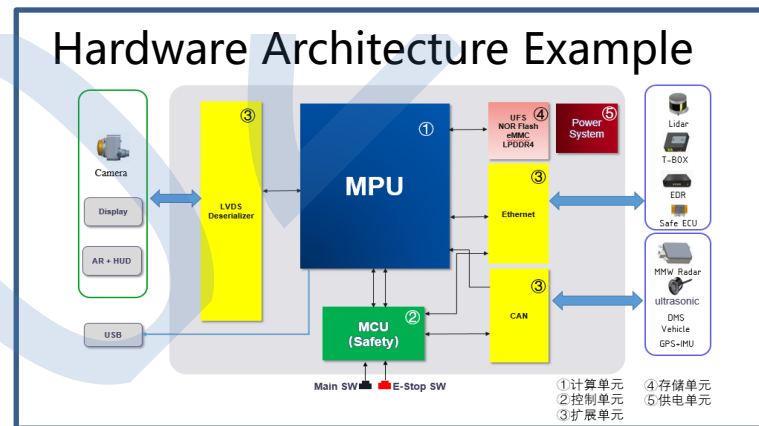 Hardware Architecture Example
Camera
Display
AR + HUD
USB
③
LVDS
Deserializer
①
MPU
②
MCU
(Safety)
Main SW
E-Stop SW
④
UFS
NOR Flash
eMMC
LPDDR4
⑤
Power
System
③
Ethernet
③
CAN
Lidar
T-BOX
EDR
Safe ECU
MMW Radar
ultrasonic
DMS
Vehicle
GPS+IMU
①计算单元 ④存储单元
②控制单元 ⑤供电单元
③扩展单元